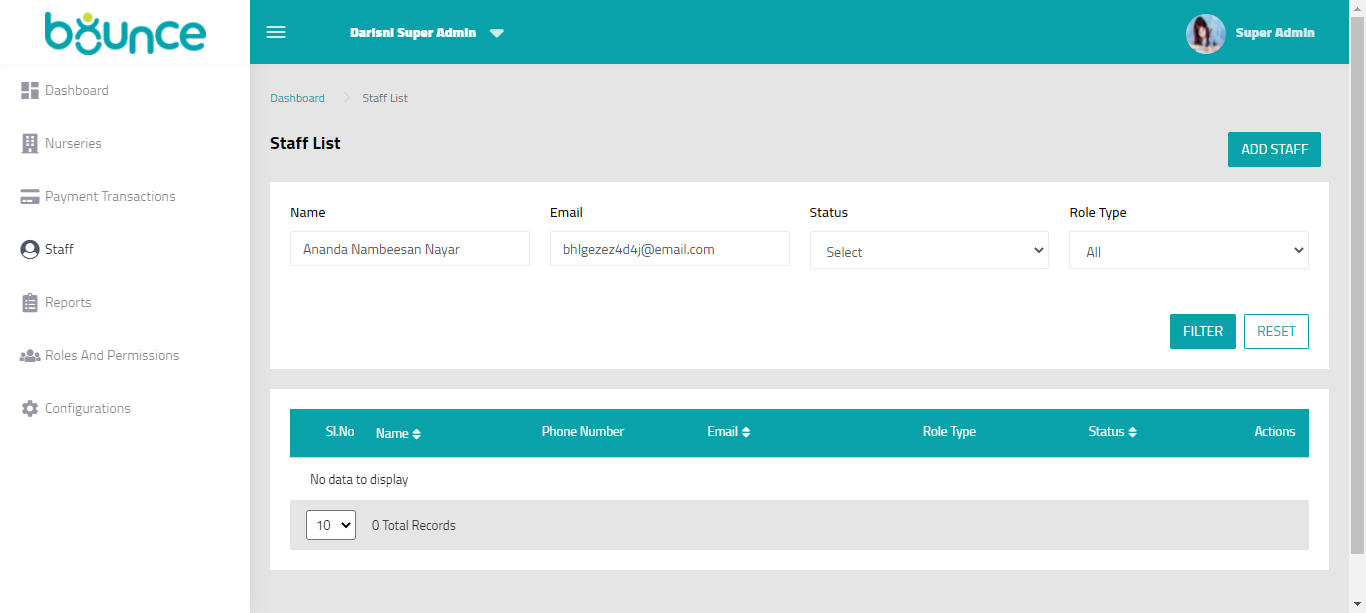 bounce
Darisni Super Admin
Super Admin
Dashboard
Nurseries
Payment Transactions
Staff
Reports
Roles And Permissions
Configurations
Dashboard Staff List
Staff List
ADD STAFF
Name Email Status Role Type
Ananda Nambeesan Nayar bhlgezez4d4j@email.com Select All
FILTER RESET
Sl.No Name Phone Number Email Role Type Status Actions
No data to display
10 0 Total Records